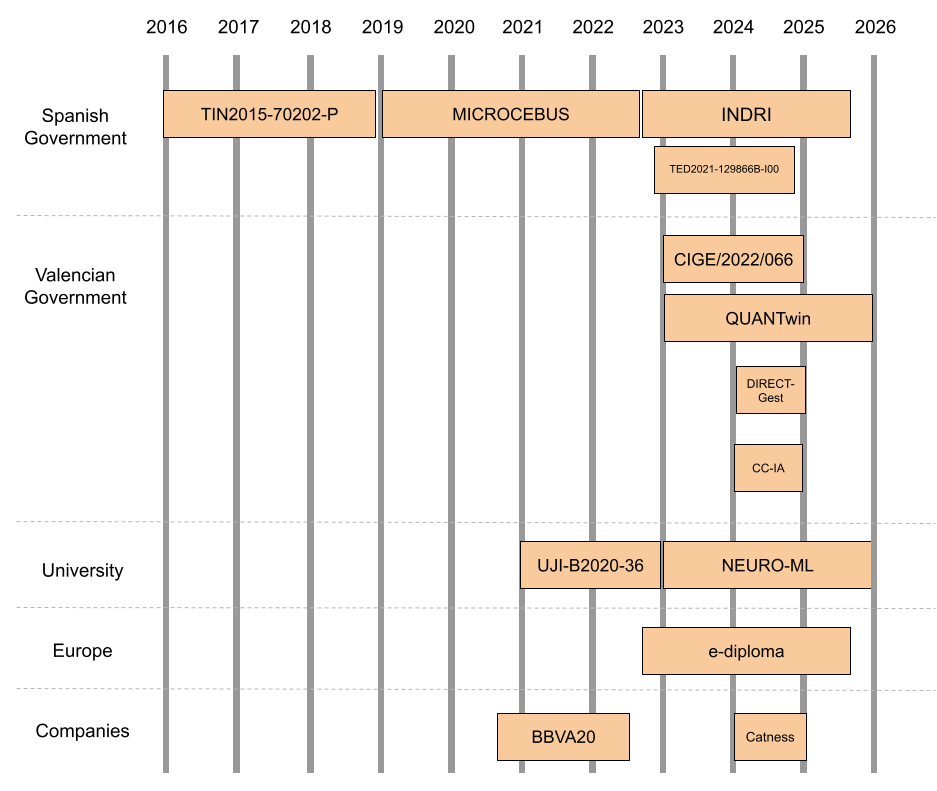 2016 2017 2018 2019 2020 2021 2022 2023 2024 2025 2026
Spanish
Government
TIN2015-70202-P MICROCEBUS INDRI
TED2021-129866B-I00
Valencian
Government
CIGE/2022/066
QUANTwin
DIRECT-
Gest
CC-IA
University
UJI-B2020-36 NEURO-ML
Europe
e-diploma
Companies
BBVA20 Catness